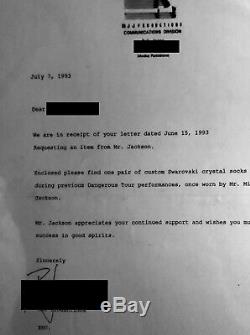 COMMUNICATIONS DIVISION
July 7, 1993
Dear
We are in receipt of your letter dated June 15, 1993
Requesting an item from Mr. Jackson.
Enclosed please find one pair of custom Swarovski crystal socks
during previous Dangerous Tour performances, once worn by Mr. Mi
Jackson.
Mr. Jackson appreciates your continued support and wishes you mu
success in good spirits.
Sincerely